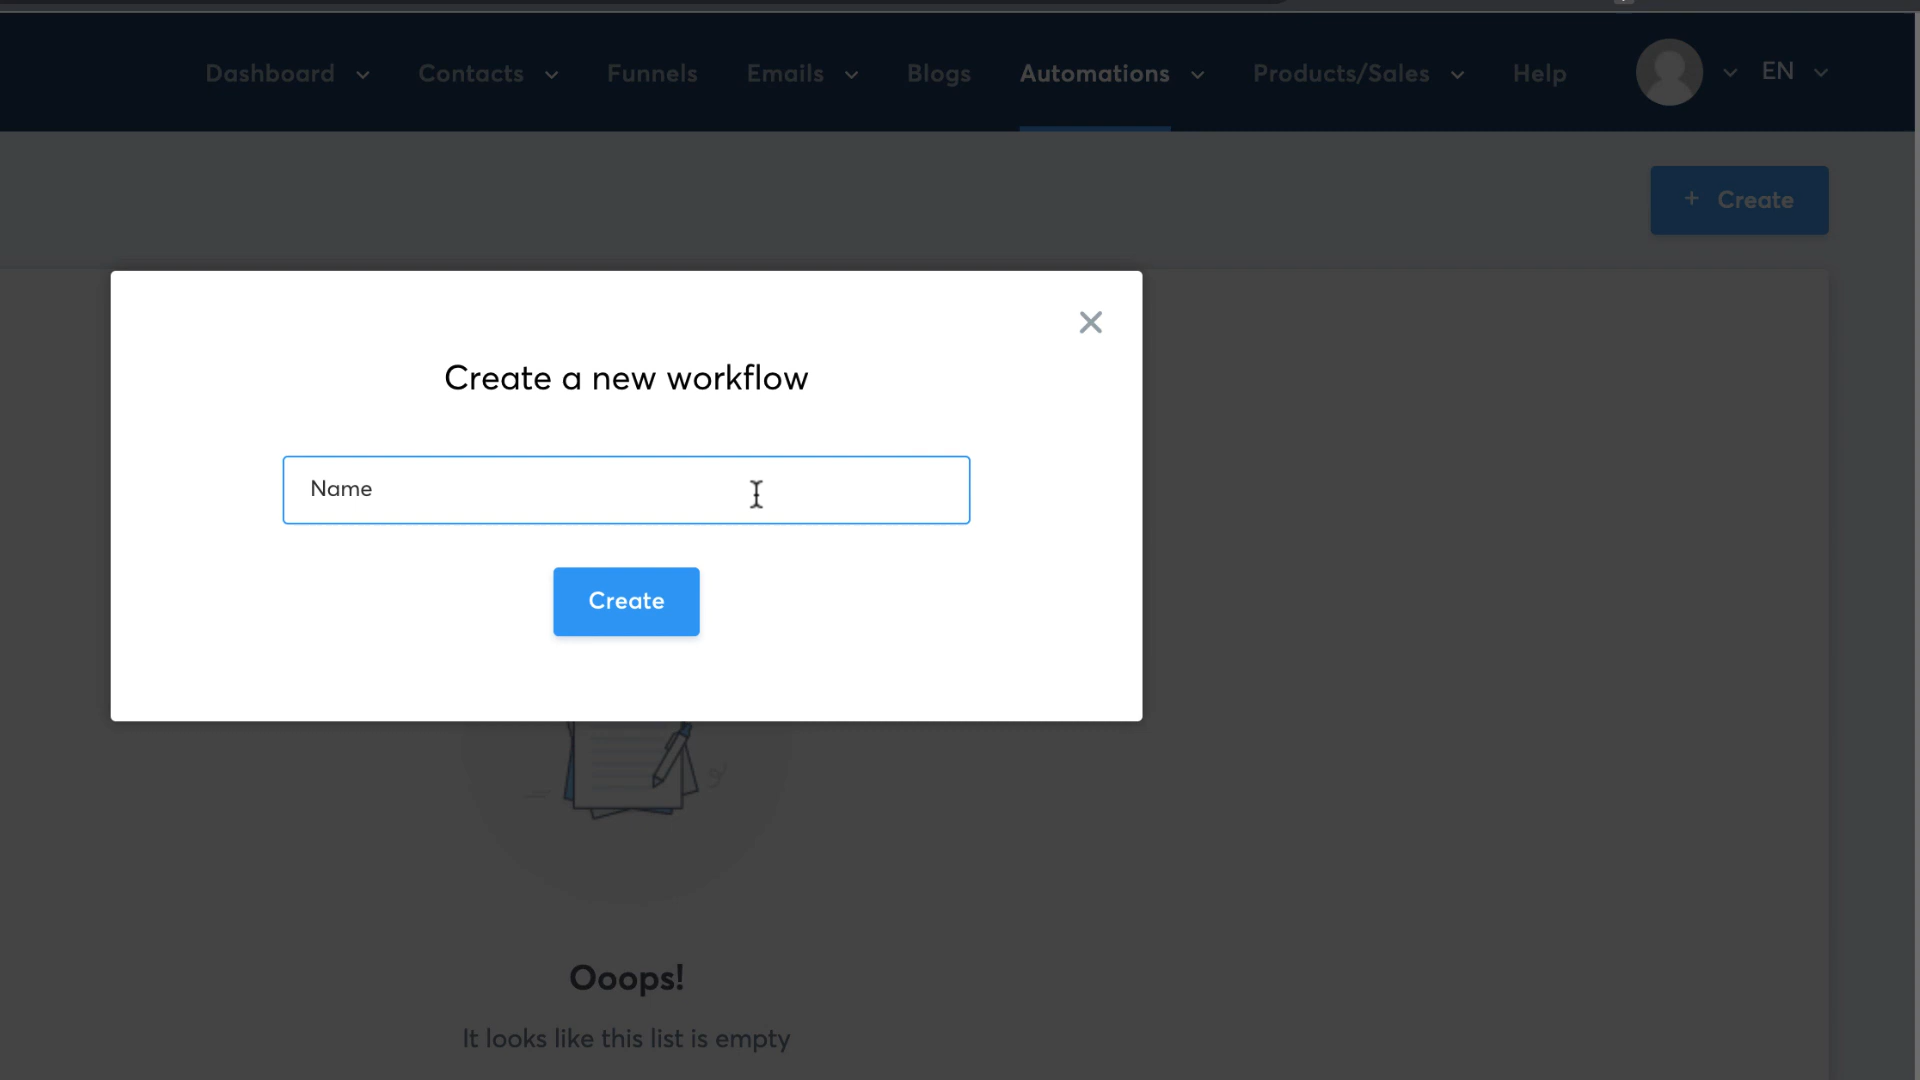 Dashboard Contacts Funnels Emails Blogs Automations Products/Sales Help EN
+ Create
Create a new workflow
Name
Create
Ooops!
It looks like this list is empty